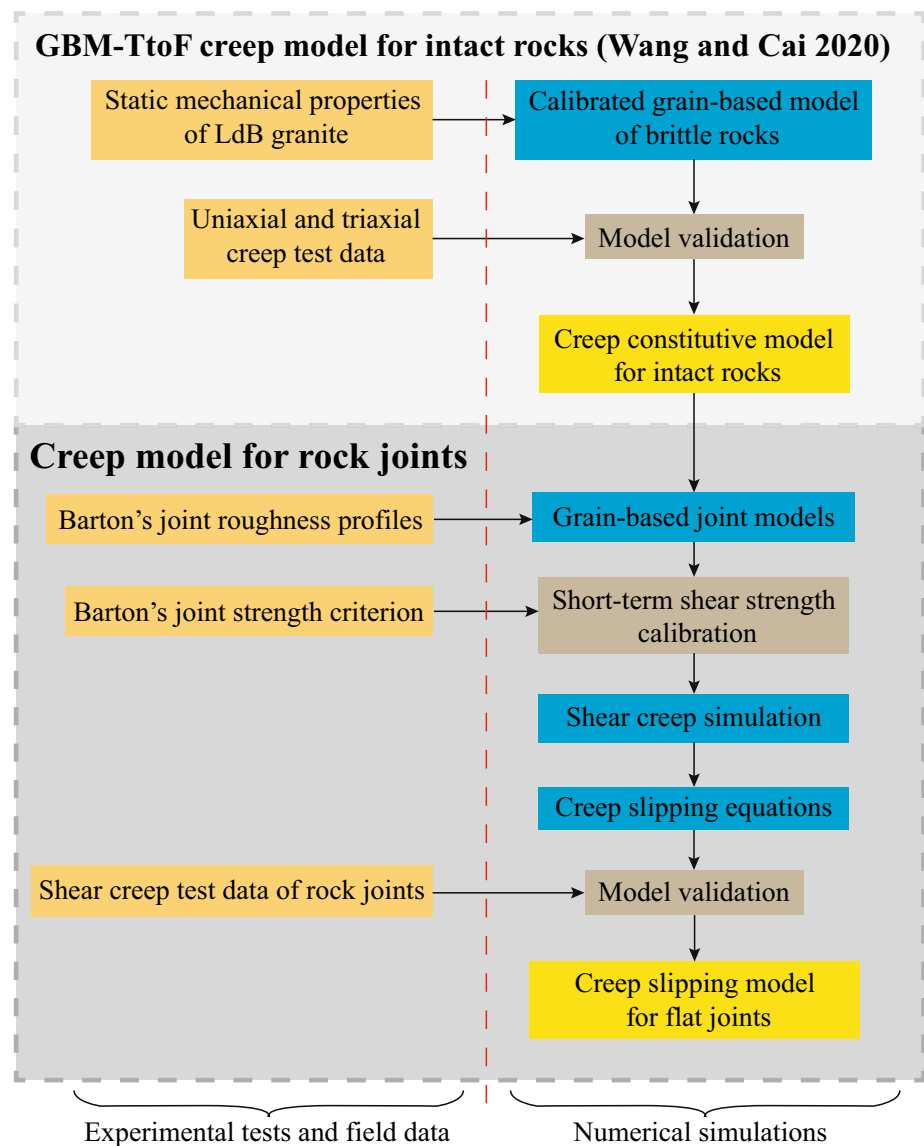 GBM-TtoF creep model for intact rocks (Wang and Cai 2020)
Static mechanical properties
of LdB granite
Calibrated grain-based model
of brittle rocks
Uniaxial and triaxial
creep test data
Model validation
Creep constitutive model
for intact rocks
Creep model for rock joints
Barton’s joint roughness profiles
Grain-based joint models
Barton’s joint strength criterion
Short-term shear strength
calibration
Shear creep simulation
Creep slipping equations
Shear creep test data of rock joints
Model validation
Creep slipping model
for flat joints
Experimental tests and field data
Numerical simulations